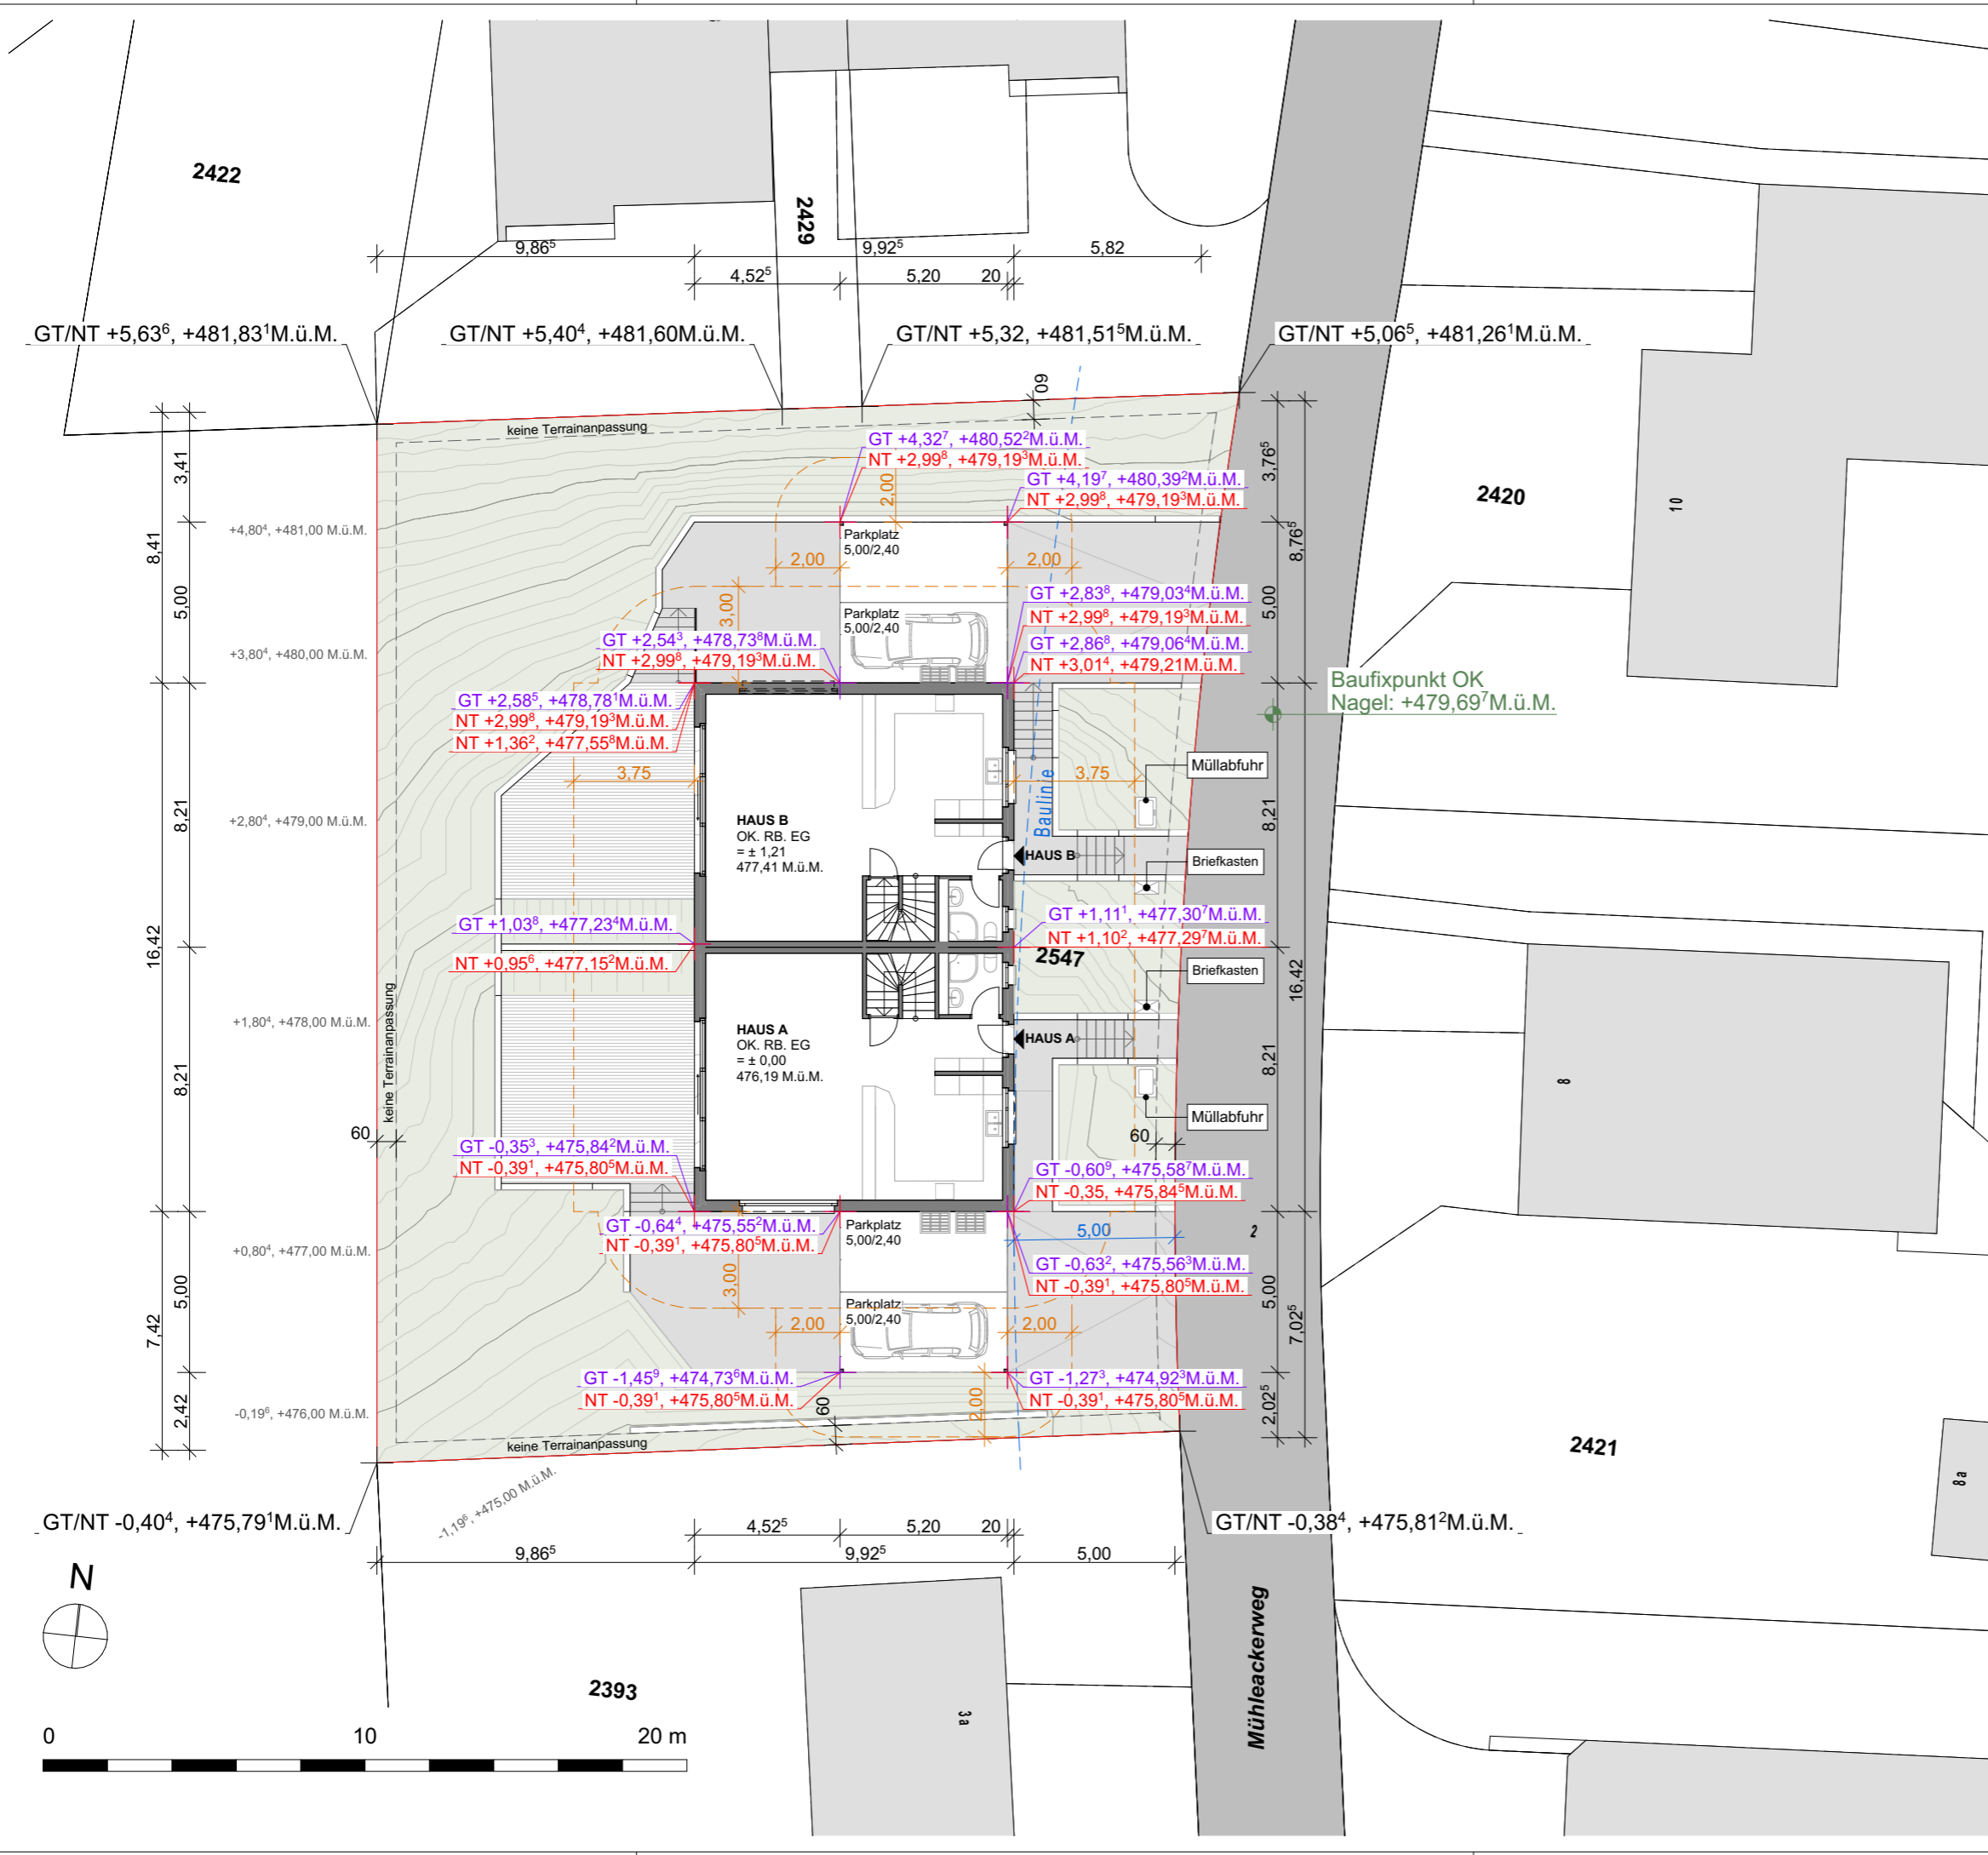 2422
2429
9,86⁵
9,92⁵
5,82
4,52⁵
5,20
20
GT/NT +5,63⁶, +481,83¹M.ü.M.
GT/NT +5,40⁴, +481,60M.ü.M.
GT/NT +5,32, +481,51⁵M.ü.M.
GT/NT +5,06⁵, +481,26¹M.ü.M.
60
keine Terrainanpassung
GT +4,32⁷, +480,52²M.ü.M.
NT +2,99⁸, +479,19³M.ü.M.
GT +4,19⁷, +480,39²M.ü.M.
NT +2,99⁸, +479,19³M.ü.M.
3,41
3,76⁵
2,00
2420
10
+4,80⁴, +481,00 M.ü.M.
8,41
8,76⁵
Parkplatz
5,00/2,40
2,00
2,00
5,00
3,00
5,00
Parkplatz
5,00/2,40
GT +2,83⁸, +479,03⁴M.ü.M.
NT +2,99⁸, +479,19³M.ü.M.
GT +2,86⁸, +479,06⁴M.ü.M.
NT +3,01⁴, +479,21M.ü.M.
GT +2,54³, +478,73⁸M.ü.M.
NT +2,99⁸, +479,19³M.ü.M.
+3,80⁴, +480,00 M.ü.M.
GT +2,58⁵, +478,78¹M.ü.M.
NT +2,99⁸, +479,19³M.ü.M.
NT +1,36², +477,55⁸M.ü.M.
Baufixpunkt OK
Nagel: +479,69⁷M.ü.M.
3,75
3,75
Müllabfuhr
Baulinie
+2,80⁴, +479,00 M.ü.M.
8,21
8,21
HAUS B
OK. RB. EG
= ± 1,21
477,41 M.ü.M.
HAUS B
Briefkasten
GT +1,03⁸, +477,23⁴M.ü.M.
NT +0,95⁶, +477,15²M.ü.M.
GT +1,11¹, +477,30⁷M.ü.M.
NT +1,10², +477,29⁷M.ü.M.
2547
16,42
16,42
Briefkasten
+1,80⁴, +478,00 M.ü.M.
keine Terrainanpassung
HAUS A
OK. RB. EG
= ± 0,00
476,19 M.ü.M.
HAUS A
8,21
8,21
8
Müllabfuhr
60
60
GT -0,35³, +475,84²M.ü.M.
NT -0,39¹, +475,80⁵M.ü.M.
GT -0,60⁹, +475,58⁷M.ü.M.
NT -0,35, +475,84⁵M.ü.M.
GT -0,64⁴, +475,55²M.ü.M.
NT -0,39¹, +475,80⁵M.ü.M.
Parkplatz
5,00/2,40
5,00
2
+0,80⁴, +477,00 M.ü.M.
GT -0,63², +475,56³M.ü.M.
NT -0,39¹, +475,80⁵M.ü.M.
3,00
5,00
5,00
Parkplatz
5,00/2,40
7,42
7,02⁵
2,00
2,00
GT -1,45⁹, +474,73⁶M.ü.M.
NT -0,39¹, +475,80⁵M.ü.M.
GT -1,27³, +474,92³M.ü.M.
NT -0,39¹, +475,80⁵M.ü.M.
-0,19⁶, +476,00 M.ü.M.
2,42
60
2,00
2,02⁵
keine Terrainanpassung
2421
8a
-1,19⁶, +475,00 M.ü.M.
GT/NT -0,40⁴, +475,79¹M.ü.M.
GT/NT -0,38⁴, +475,81²M.ü.M.
4,52⁵
5,20
20
9,86⁵
9,92⁵
5,00
N
2393
3a
Mühleackerweg
0
10
20 m